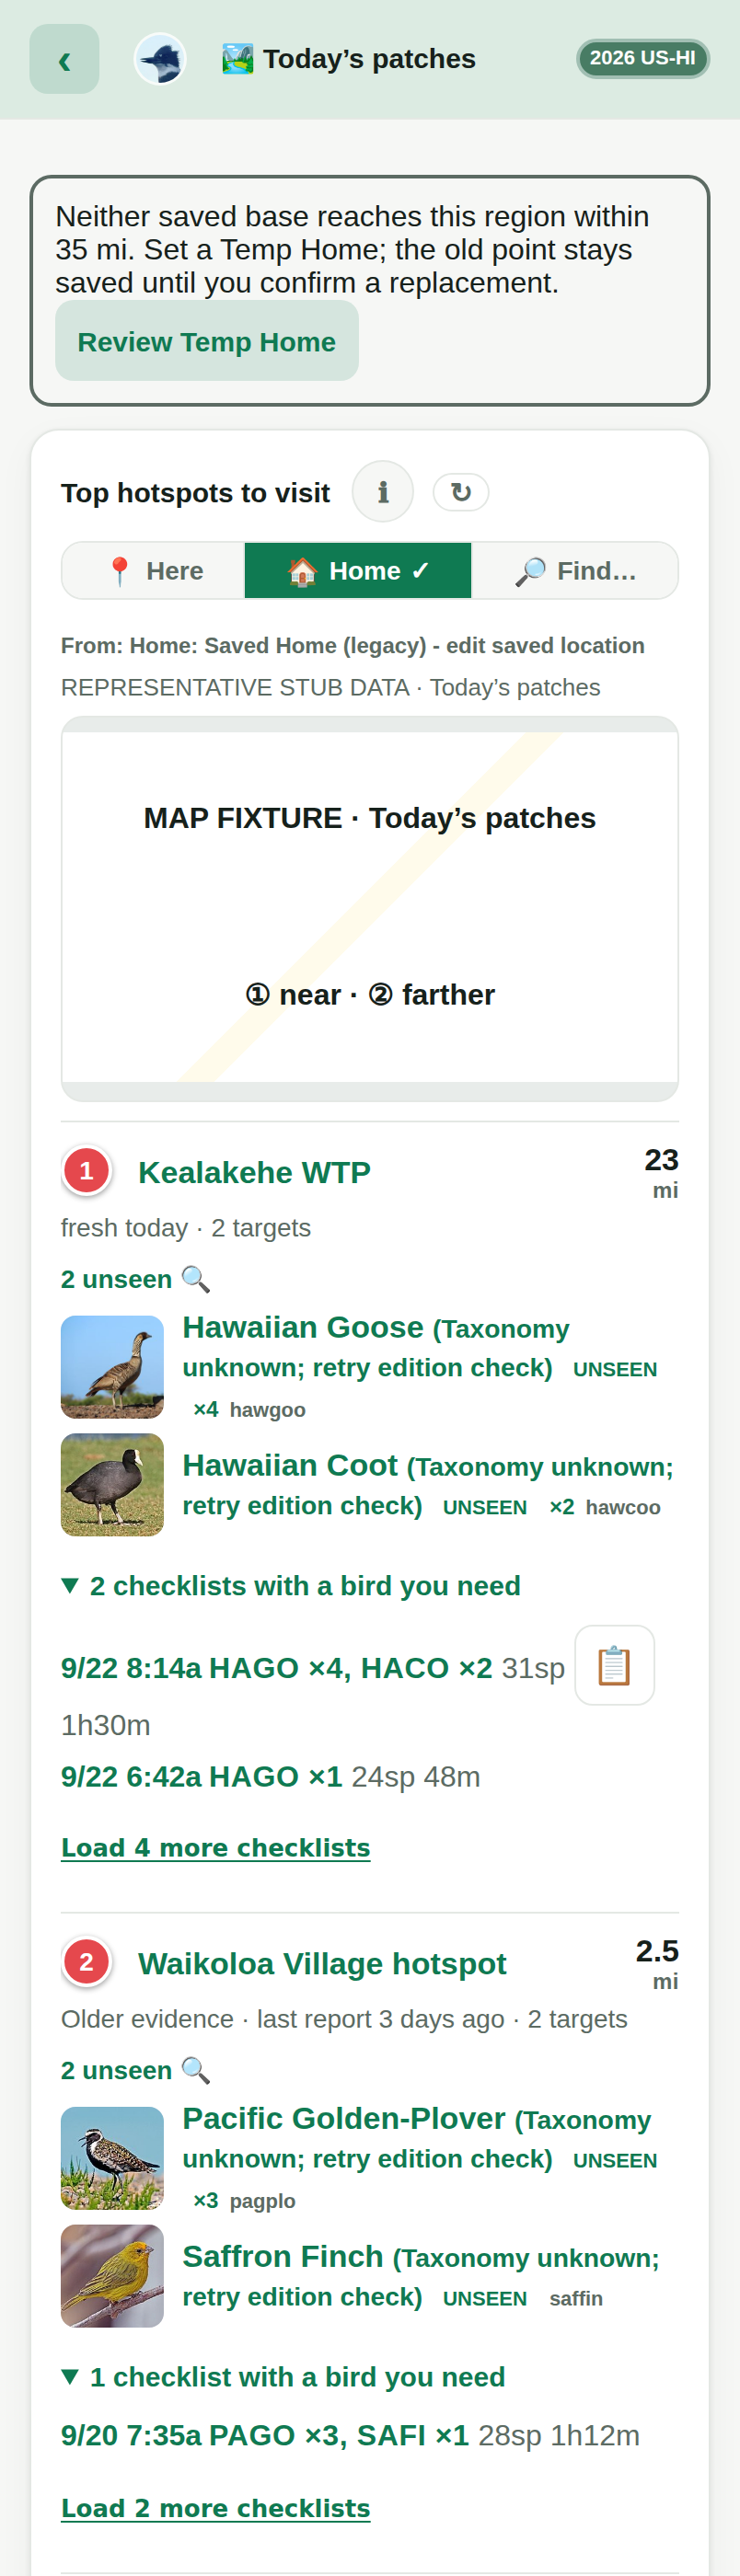 ‹ 🏞️ Today’s patches 2026 US-HI
Neither saved base reaches this region within
35 mi. Set a Temp Home; the old point stays
saved until you confirm a replacement.
Review Temp Home
Top hotspots to visit ℹ ↻
📍 Here 🏠 Home ✓ 🔎 Find…
From: Home: Saved Home (legacy) - edit saved location
REPRESENTATIVE STUB DATA · Today’s patches
MAP FIXTURE · Today’s patches
① near · ② farther
1 Kealakehe WTP 23
mi
fresh today · 2 targets
2 unseen 🔍
Hawaiian Goose (Taxonomy
unknown; retry edition check) UNSEEN
×4 hawgoo
Hawaiian Coot (Taxonomy unknown;
retry edition check) UNSEEN ×2 hawcoo
▼ 2 checklists with a bird you need
9/22 8:14a HAGO ×4, HACO ×2 31sp 📋
1h30m
9/22 6:42a HAGO ×1 24sp 48m
Load 4 more checklists
2 Waikoloa Village hotspot 2.5
mi
Older evidence · last report 3 days ago · 2 targets
2 unseen 🔍
Pacific Golden-Plover (Taxonomy
unknown; retry edition check) UNSEEN
×3 pagplo
Saffron Finch (Taxonomy unknown;
retry edition check) UNSEEN saffin
▼ 1 checklist with a bird you need
9/20 7:35a PAGO ×3, SAFI ×1 28sp 1h12m
Load 2 more checklists